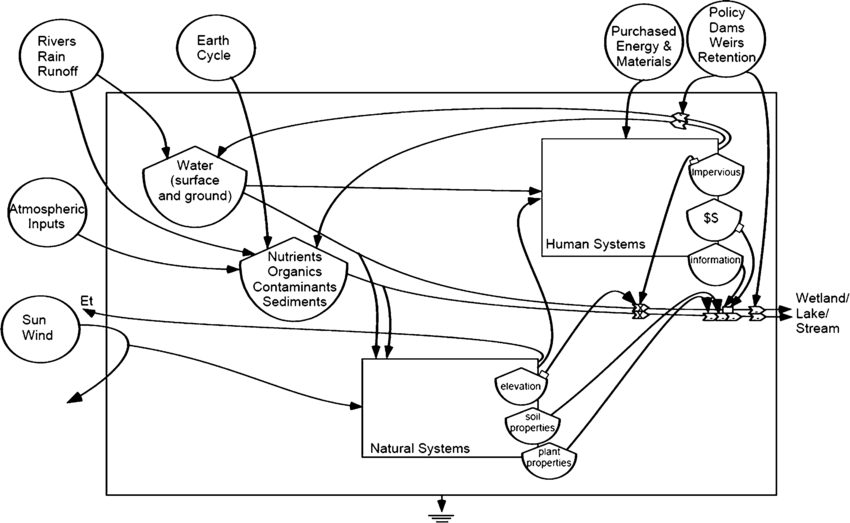 Rivers
Rain
Runoff
Earth
Cycle
Purchased
Energy &
Materials
Policy
Dams
Weirs
Retention
Water
(surface
and ground)
Impervious
Atmospheric
Inputs
$$
Human Systems
information
Nutrients
Organics
Contaminants
Sediments
Et
Wetland/
Lake/
Stream
Sun
Wind
elevation
soil
properties
Natural Systems
plant
properties